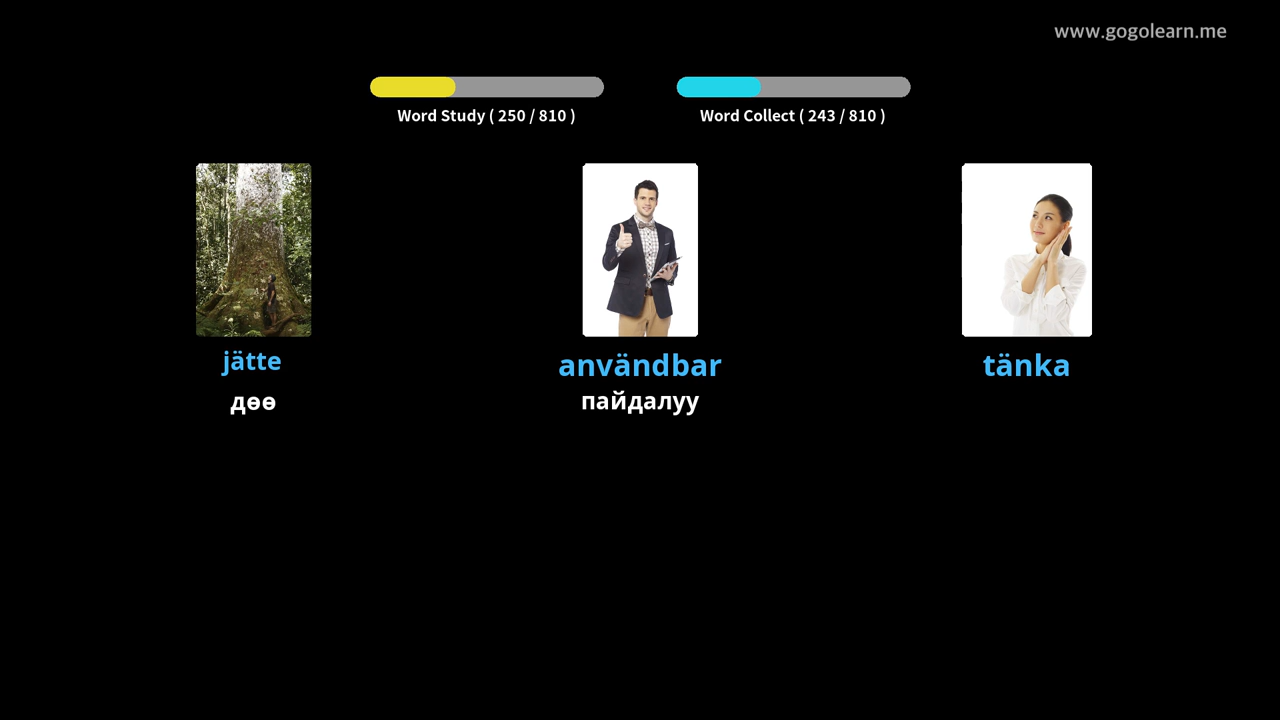 www.gogolearn.me
Word Study ( 250 / 810 )
Word Collect ( 243 / 810 )
jätte
дөө
användbar
пайдалуу
tänka